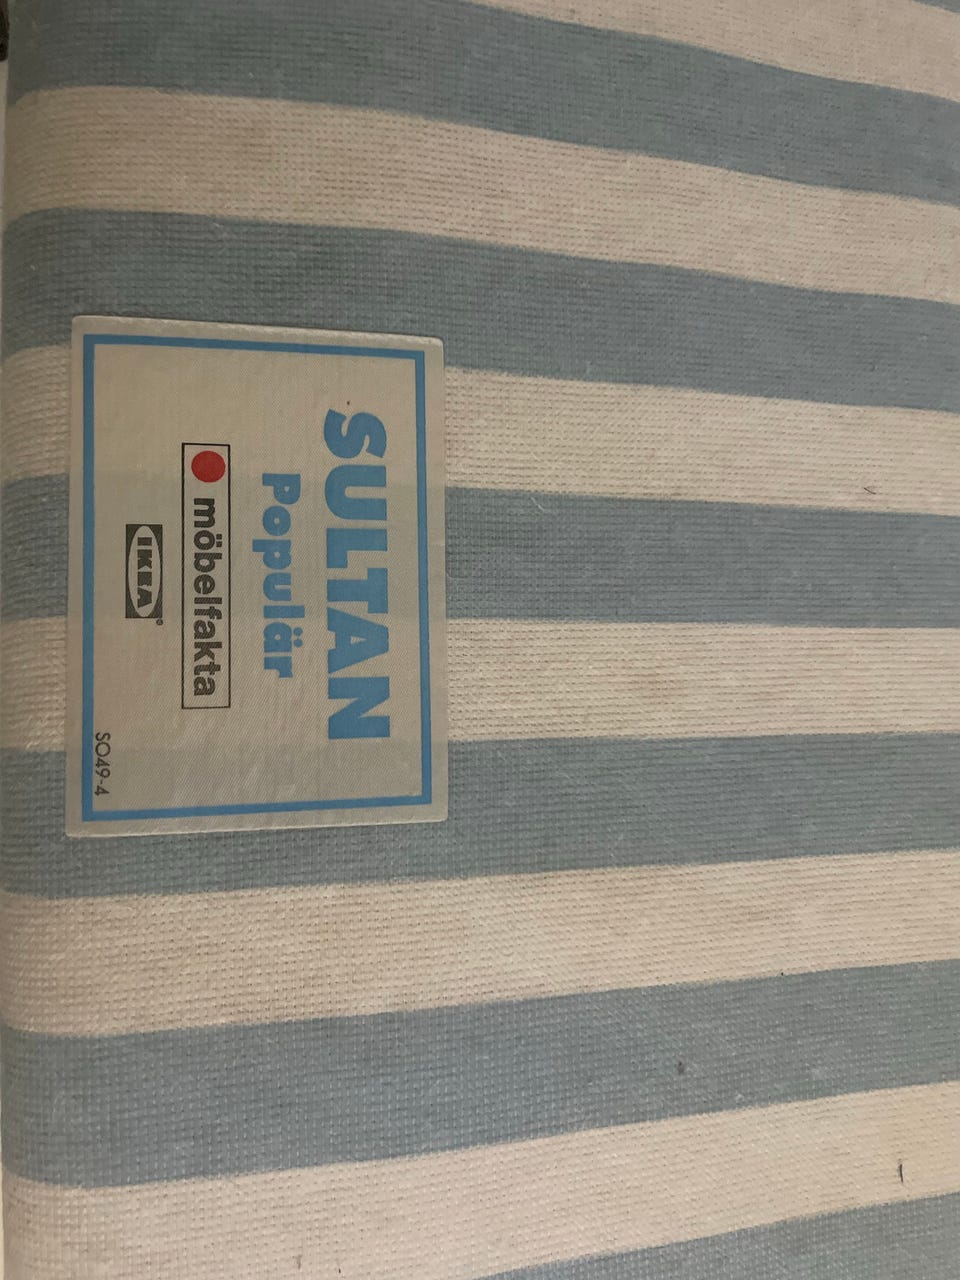 SULTAN
Populär
möbelfakta
IKEA®
SO49-4